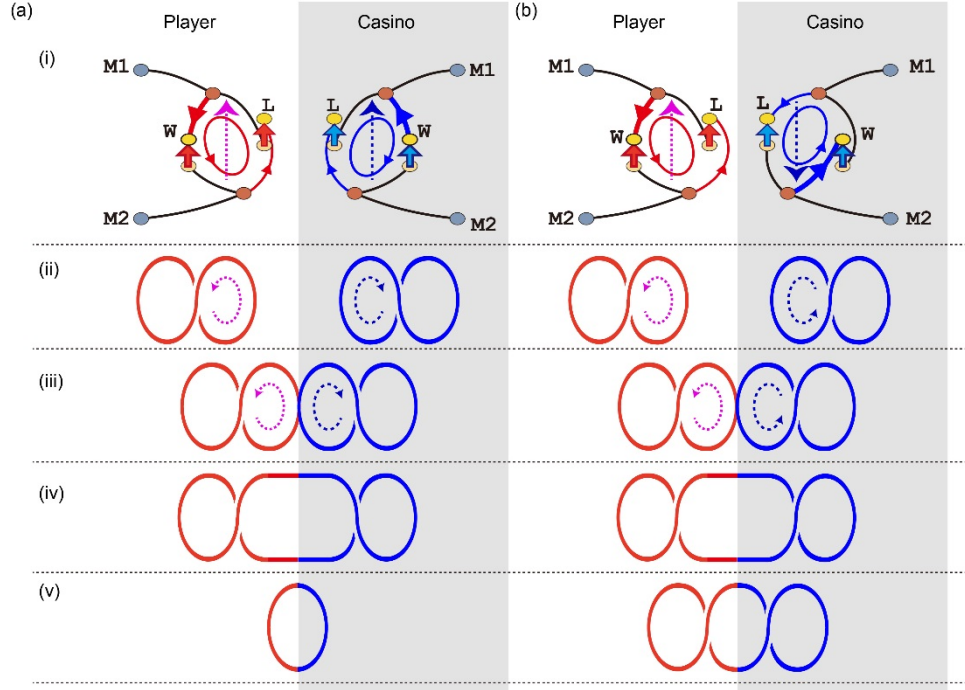 (a)
Player Casino
(b)
Player Casino
(i)
M1 L W M2
M1 L W M2
M1 L W M2
M1 L W M2
(ii)
(iii)
(iv)
(v)